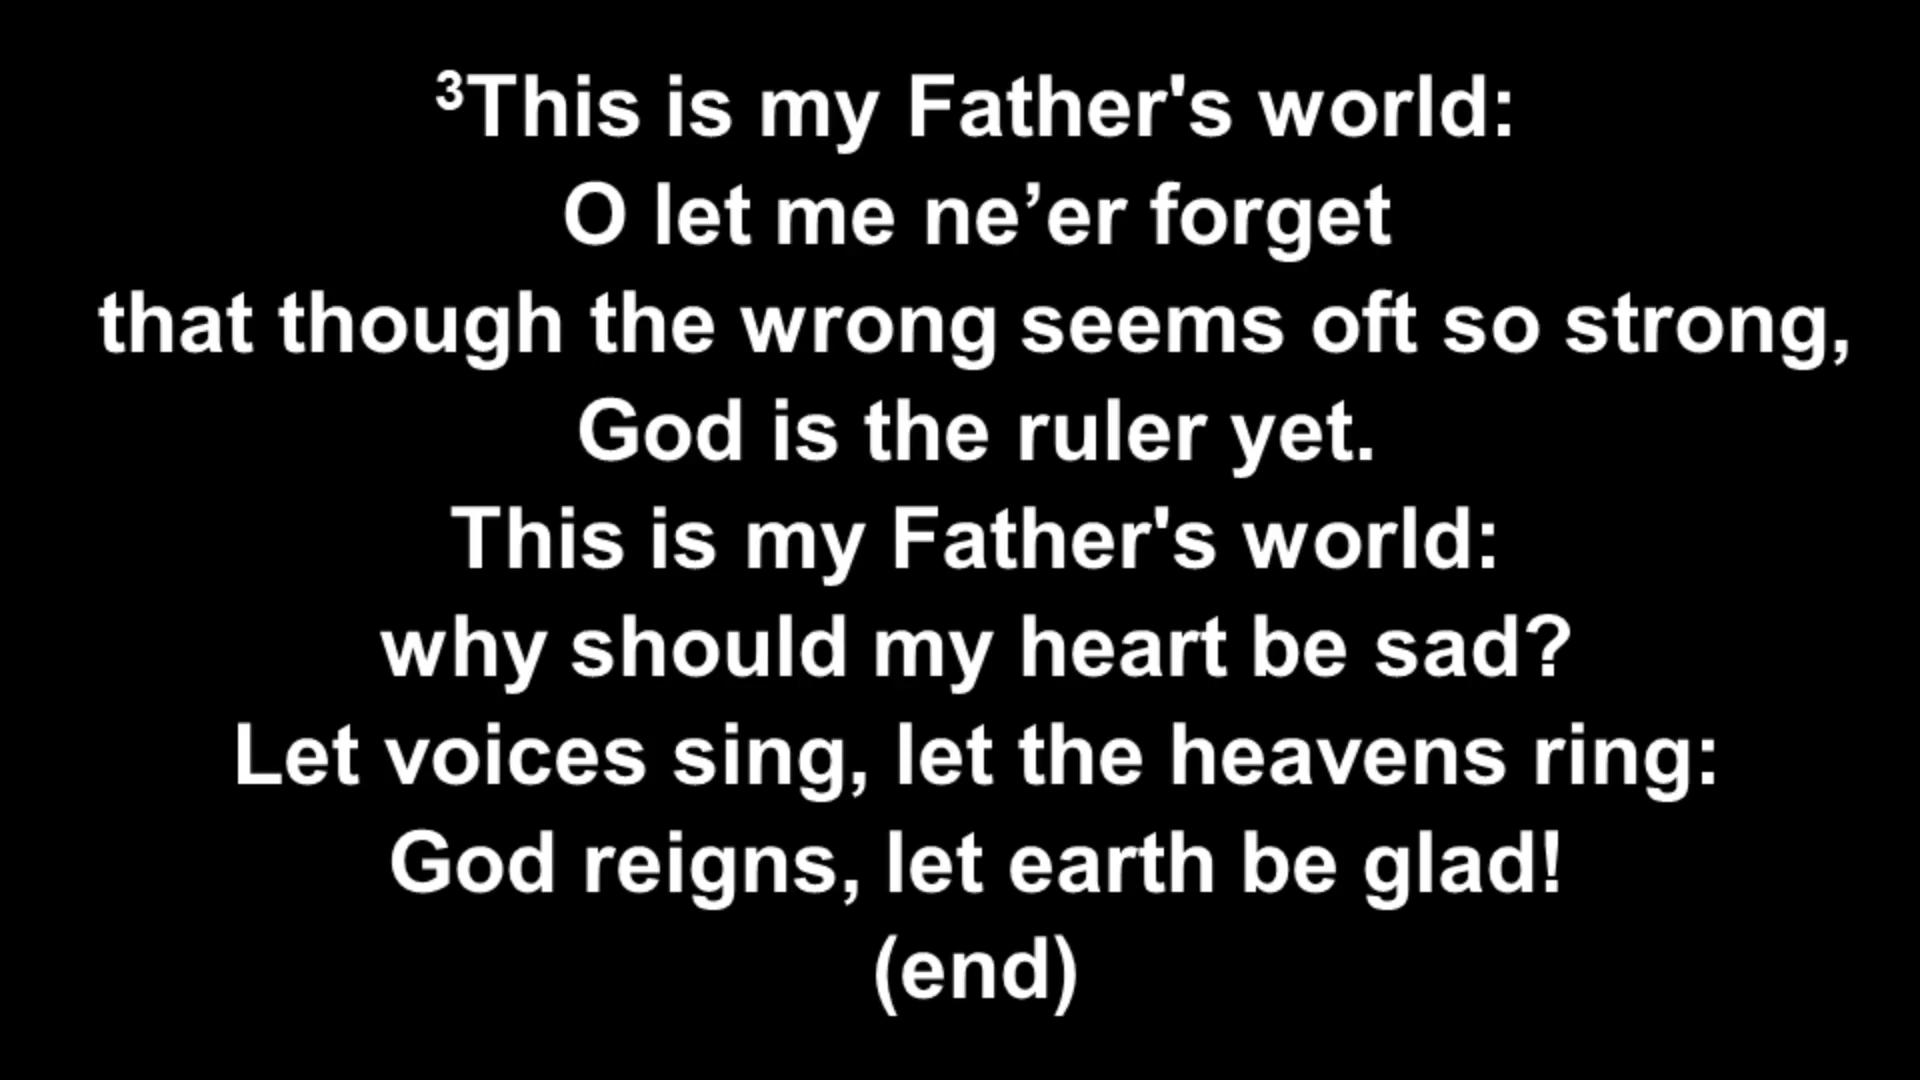 ³This is my Father's world:
O let me ne’er forget
that though the wrong seems oft so strong,
God is the ruler yet.
This is my Father's world:
why should my heart be sad?
Let voices sing, let the heavens ring:
God reigns, let earth be glad!
(end)